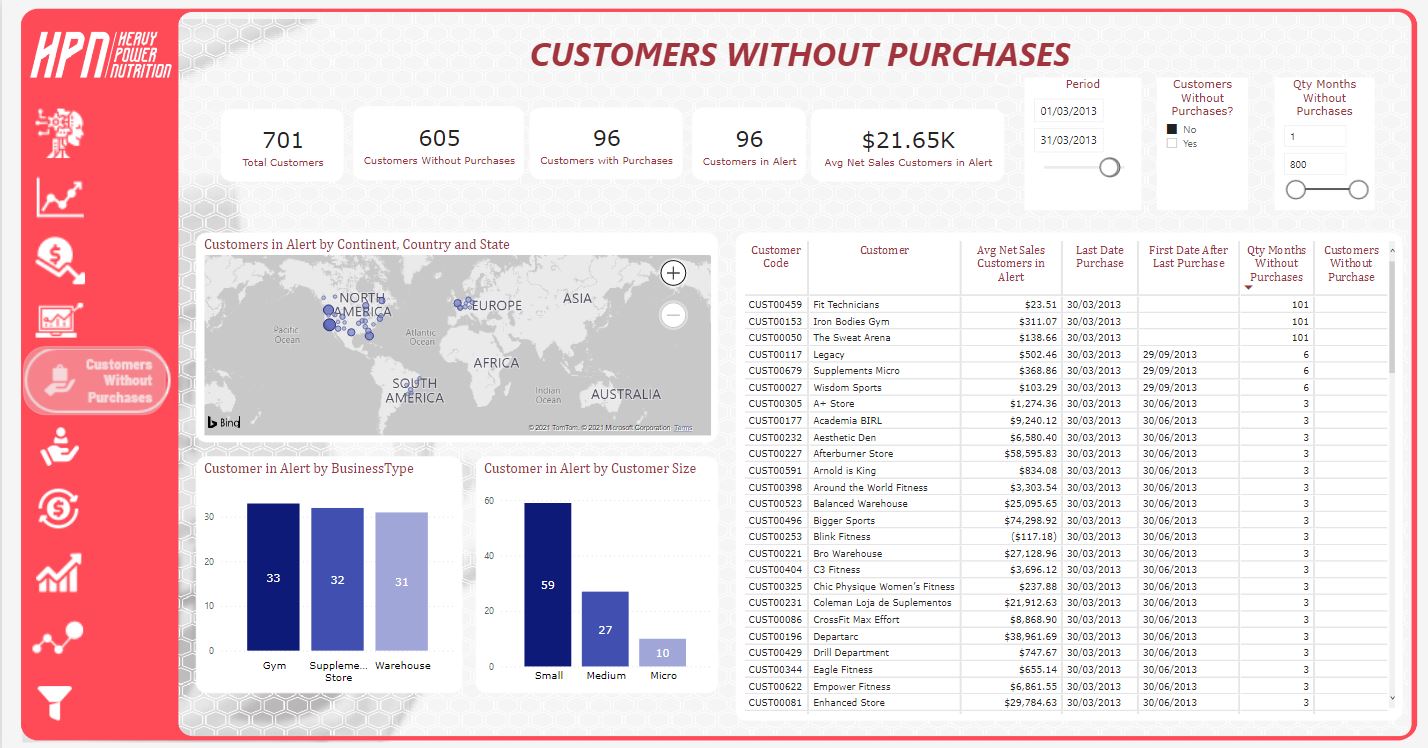 HPN HEAVY
POWER
NUTRITION
CUSTOMERS WITHOUT PURCHASES
701
Total Customers
605
Customers Without Purchases
96
Customers with Purchases
96
Customers in Alert
$21.65K
Avg Net Sales Customers in Alert
Period
01/03/2013
31/03/2013
Customers
Without
Purchases?
No
Yes
Qty Months
Without
Purchases
1
800
Customers
Without
Purchases
Customers in Alert by Continent, Country and State
NORTH
AMERICA
EUROPE
ASIA
Pacific
Ocean
Atlantic
Ocean
AFRICA
SOUTH
AMERICA
Indian
Ocean
AUSTRALIA
Bing
© 2021 TomTom, © 2021 Microsoft Corporation Terms
Customer in Alert by BusinessType
30
20
10
0
33
32
31
Gym
Suppleme...
Store
Warehouse
Customer in Alert by Customer Size
60
40
20
0
59
27
10
Small
Medium
Micro
Customer
Code
Customer
Avg Net Sales
Customers in
Alert
Last Date
Purchase
First Date After
Last Purchase
Qty Months
Without
Purchases
Customers
Without
Purchase
CUST00459 Fit Technicians $23.51 30/03/2013 101
CUST00153 Iron Bodies Gym $311.07 30/03/2013 101
CUST00050 The Sweat Arena $138.66 30/03/2013 101
CUST00117 Legacy $502.46 30/03/2013 29/09/2013 6
CUST00679 Supplements Micro $368.86 30/03/2013 29/09/2013 6
CUST00027 Wisdom Sports $103.29 30/03/2013 29/09/2013 6
CUST00305 A+ Store $1,274.36 30/03/2013 30/06/2013 3
CUST00177 Academia BIRL $9,240.12 30/03/2013 30/06/2013 3
CUST00232 Aesthetic Den $6,580.40 30/03/2013 30/06/2013 3
CUST00227 Afterburner Store $58,595.83 30/03/2013 30/06/2013 3
CUST00591 Arnold is King $834.08 30/03/2013 30/06/2013 3
CUST00398 Around the World Fitness $3,303.54 30/03/2013 30/06/2013 3
CUST00523 Balanced Warehouse $25,095.65 30/03/2013 30/06/2013 3
CUST00496 Bigger Sports $74,298.92 30/03/2013 30/06/2013 3
CUST00253 Blink Fitness ($117.18) 30/03/2013 30/06/2013 3
CUST00221 Bro Warehouse $27,128.96 30/03/2013 30/06/2013 3
CUST00404 C3 Fitness $3,696.12 30/03/2013 30/06/2013 3
CUST00325 Chic Physique Women's Fitness $237.88 30/03/2013 30/06/2013 3
CUST00231 Coleman Loja de Suplementos $21,912.63 30/03/2013 30/06/2013 3
CUST00086 CrossFit Max Effort $8,868.90 30/03/2013 30/06/2013 3
CUST00196 Departarc $38,961.69 30/03/2013 30/06/2013 3
CUST00429 Drill Department $747.67 30/03/2013 30/06/2013 3
CUST00344 Eagle Fitness $655.14 30/03/2013 30/06/2013 3
CUST00622 Empower Fitness $6,861.55 30/03/2013 30/06/2013 3
CUST00081 Enhanced Store $29,784.63 30/03/2013 30/06/2013 3